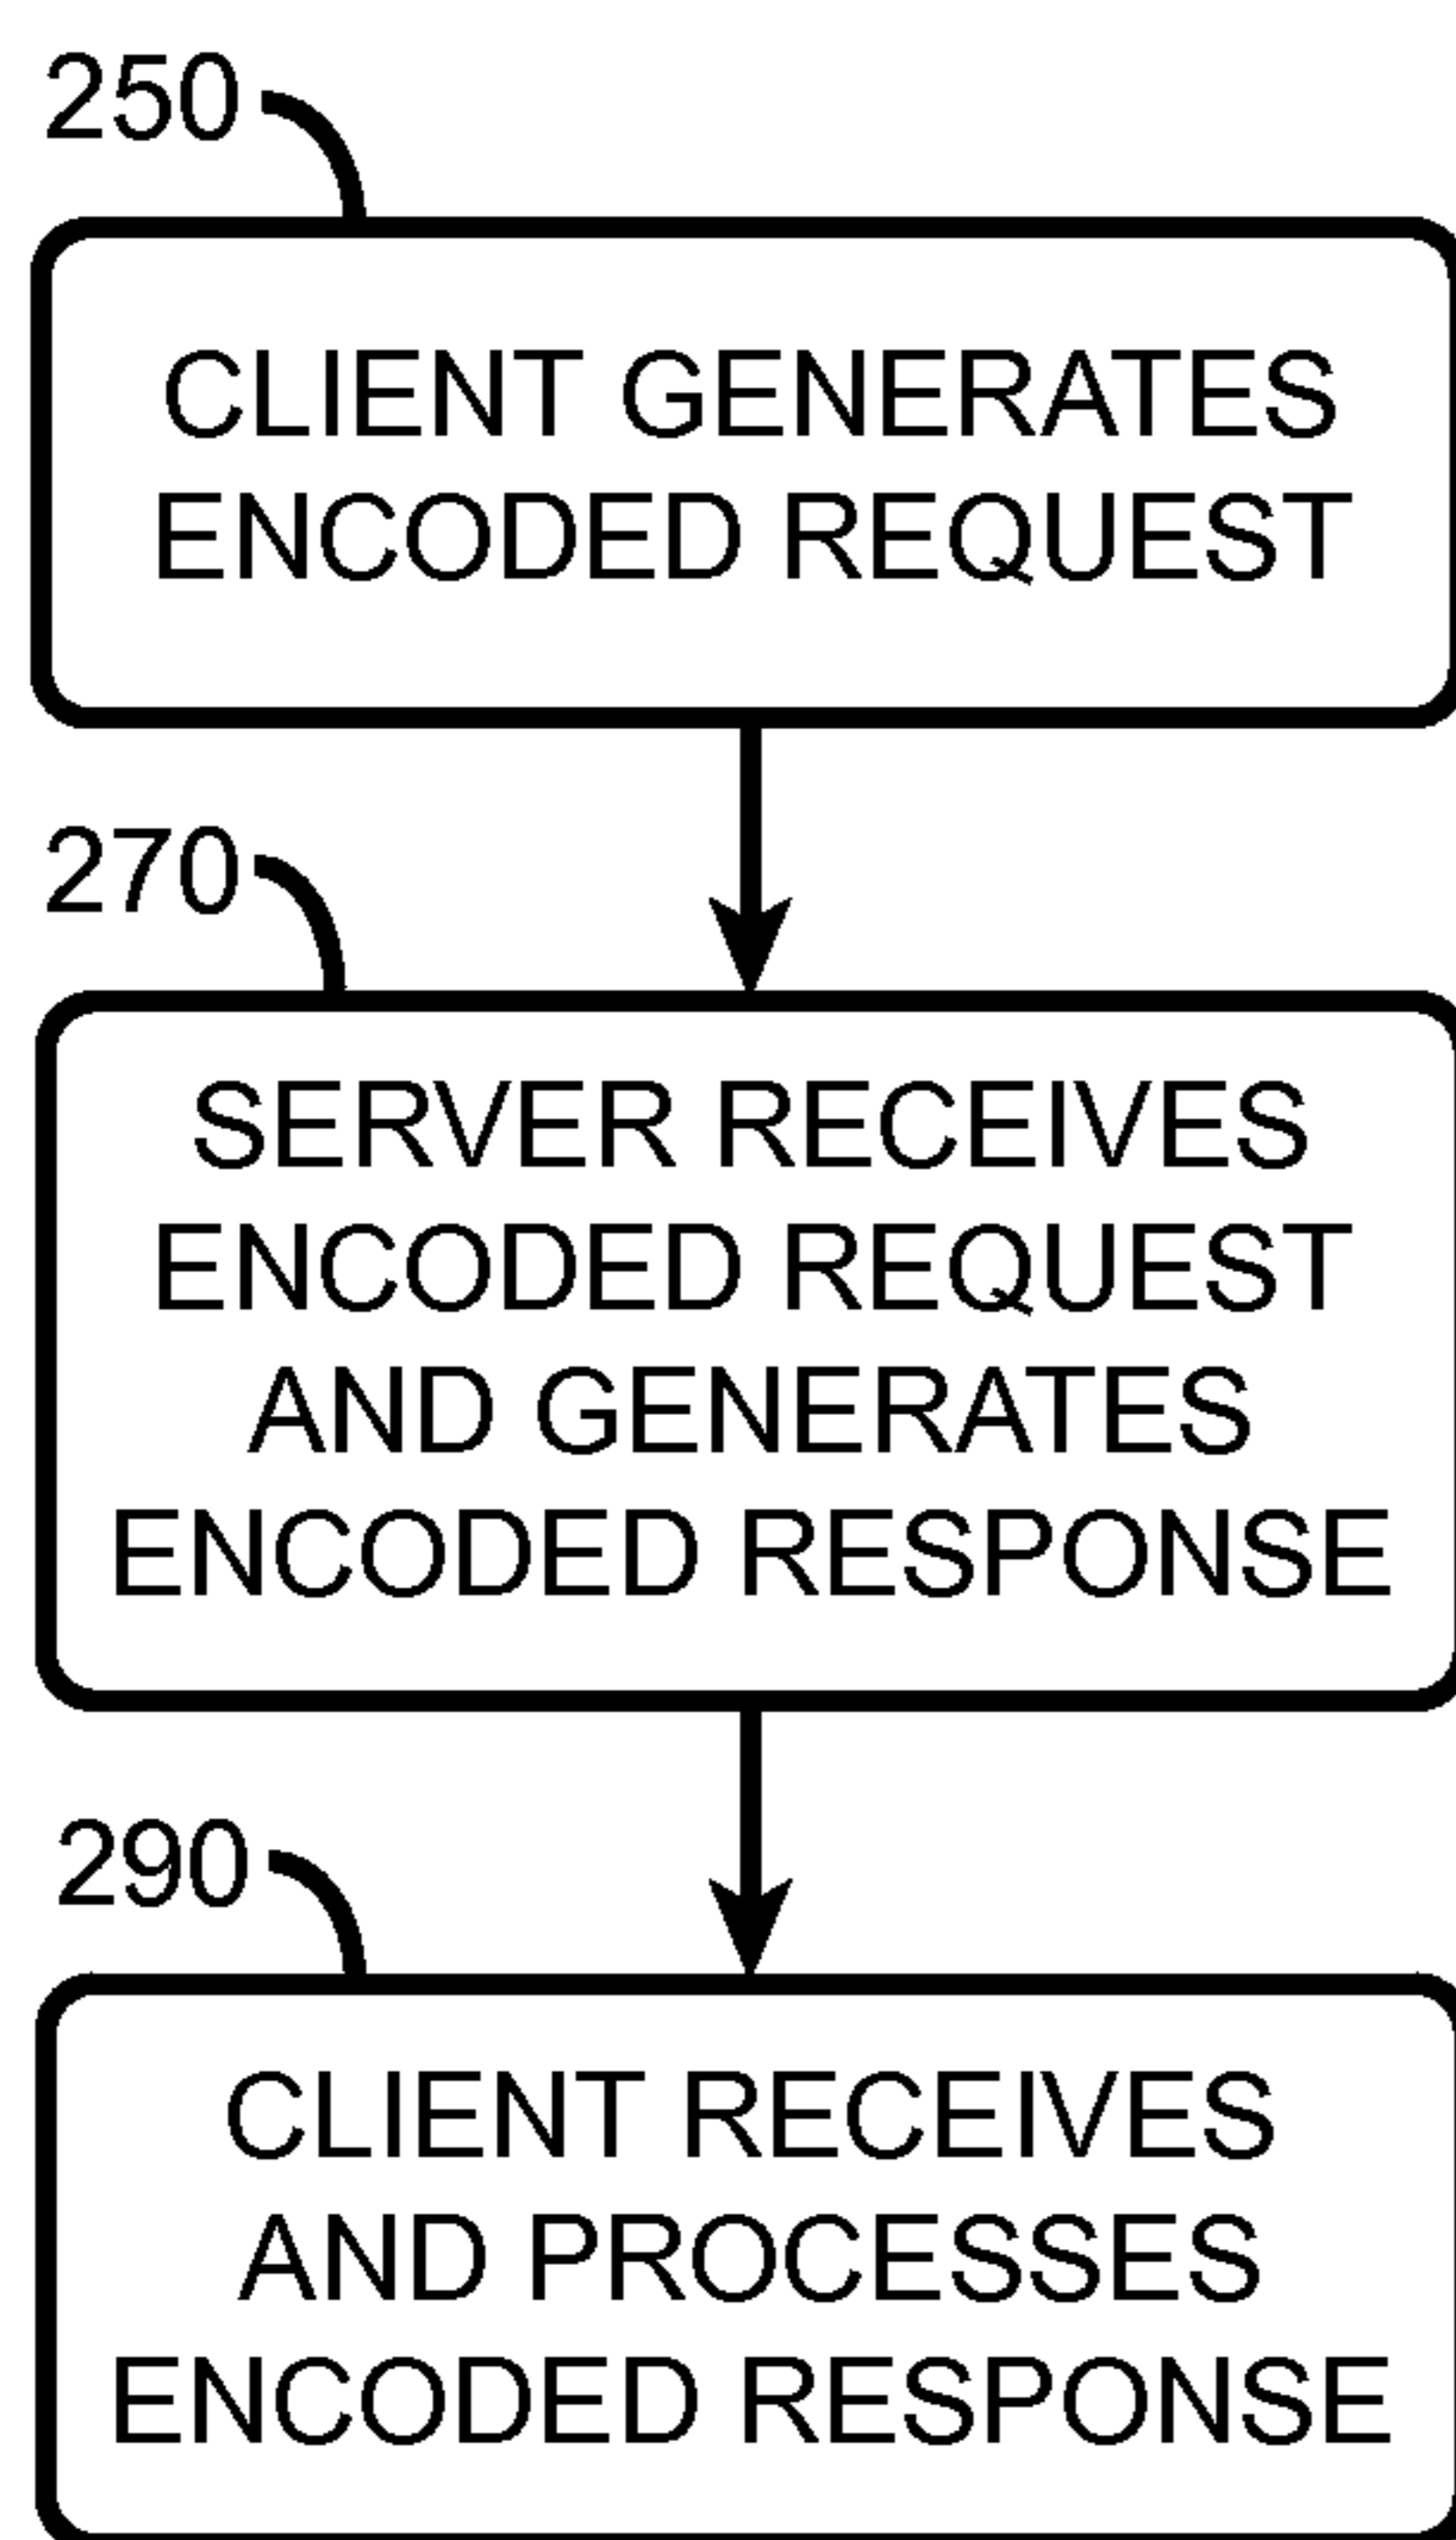 250
CLIENT GENERATES
ENCODED REQUEST
270
SERVER RECEIVES
ENCODED REQUEST
AND GENERATES
ENCODED RESPONSE
290
CLIENT RECEIVES
AND PROCESSES
ENCODED RESPONSE